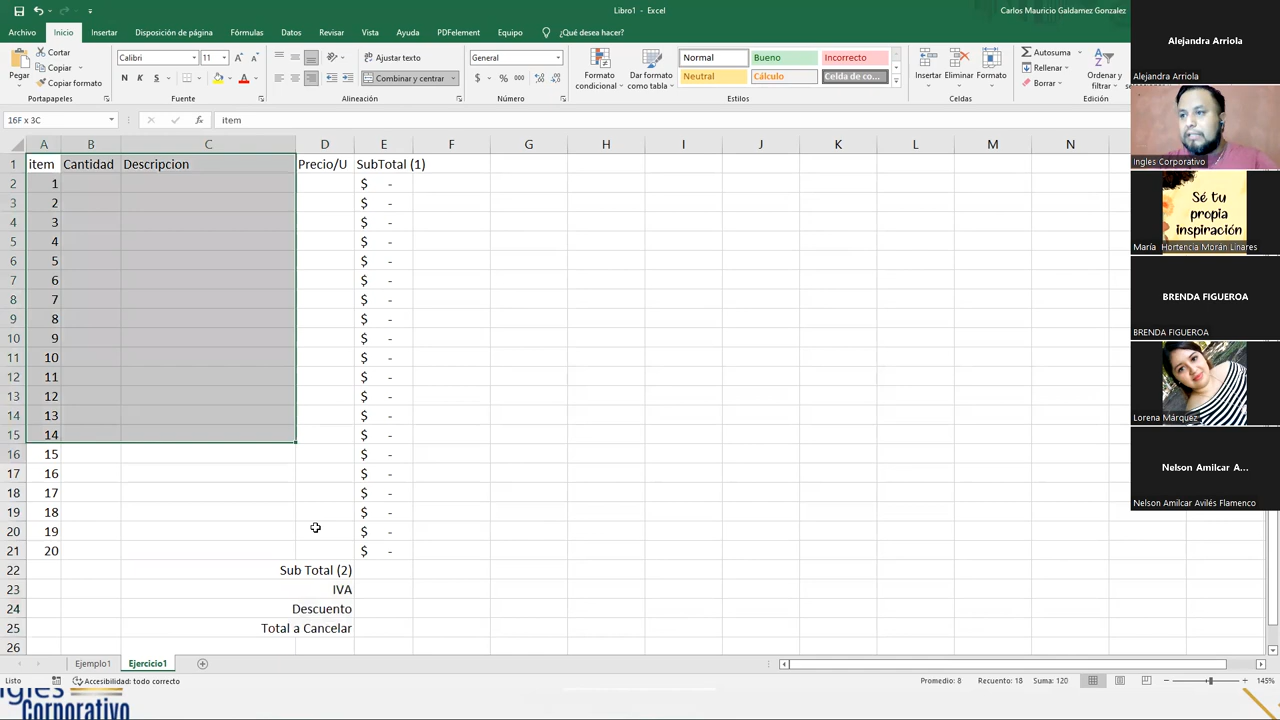 Libro1 - Excel
Carlos Mauricio Galdamez Gonzalez
Archivo Inicio Insertar Disposición de página Fórmulas Datos Revisar Vista Ayuda PDFelement Equipo ¿Qué desea hacer?
Pegar
Cortar
Copiar
Copiar formato
Portapapeles
Calibri 11
N K S
Fuente
Ajustar texto
Combinar y centrar
Alineación
General
$ % 000
Número
Formato condicional
Dar formato como tabla
Normal Bueno Incorrecto
Neutral Cálculo Celda de co...
Estilos
Insertar Eliminar Formato
Celdas
Autosuma
Rellenar
Borrar
Ordenar y
Edición
16F x 3C
fx item
A B C D E F G H I J K L M N
1 item Cantidad Descripcion Precio/U SubTotal (1)
2 1 $ -
3 2 $ -
4 3 $ -
5 4 $ -
6 5 $ -
7 6 $ -
8 7 $ -
9 8 $ -
10 9 $ -
11 10 $ -
12 11 $ -
13 12 $ -
14 13 $ -
15 14 $ -
16 15 $ -
17 16 $ -
18 17 $ -
19 18 $ -
20 19 $ -
21 20 $ -
22 Sub Total (2)
23 IVA
24 Descuento
25 Total a Cancelar
26
Ejemplo1 Ejercicio1
Listo Accesibilidad: todo correcto Promedio: 8 Recuento: 18 Suma: 120 145%
Ingles
Corporativo
Alejandra Arriola
Alejandra Arriola
Ingles Corporativo
Sé tu
propia
inspiración
María Hortencia Morán Linares
BRENDA FIGUEROA
BRENDA FIGUEROA
Lorena Márquez
Nelson Amilcar A...
Nelson Amilcar Avilés Flamenco